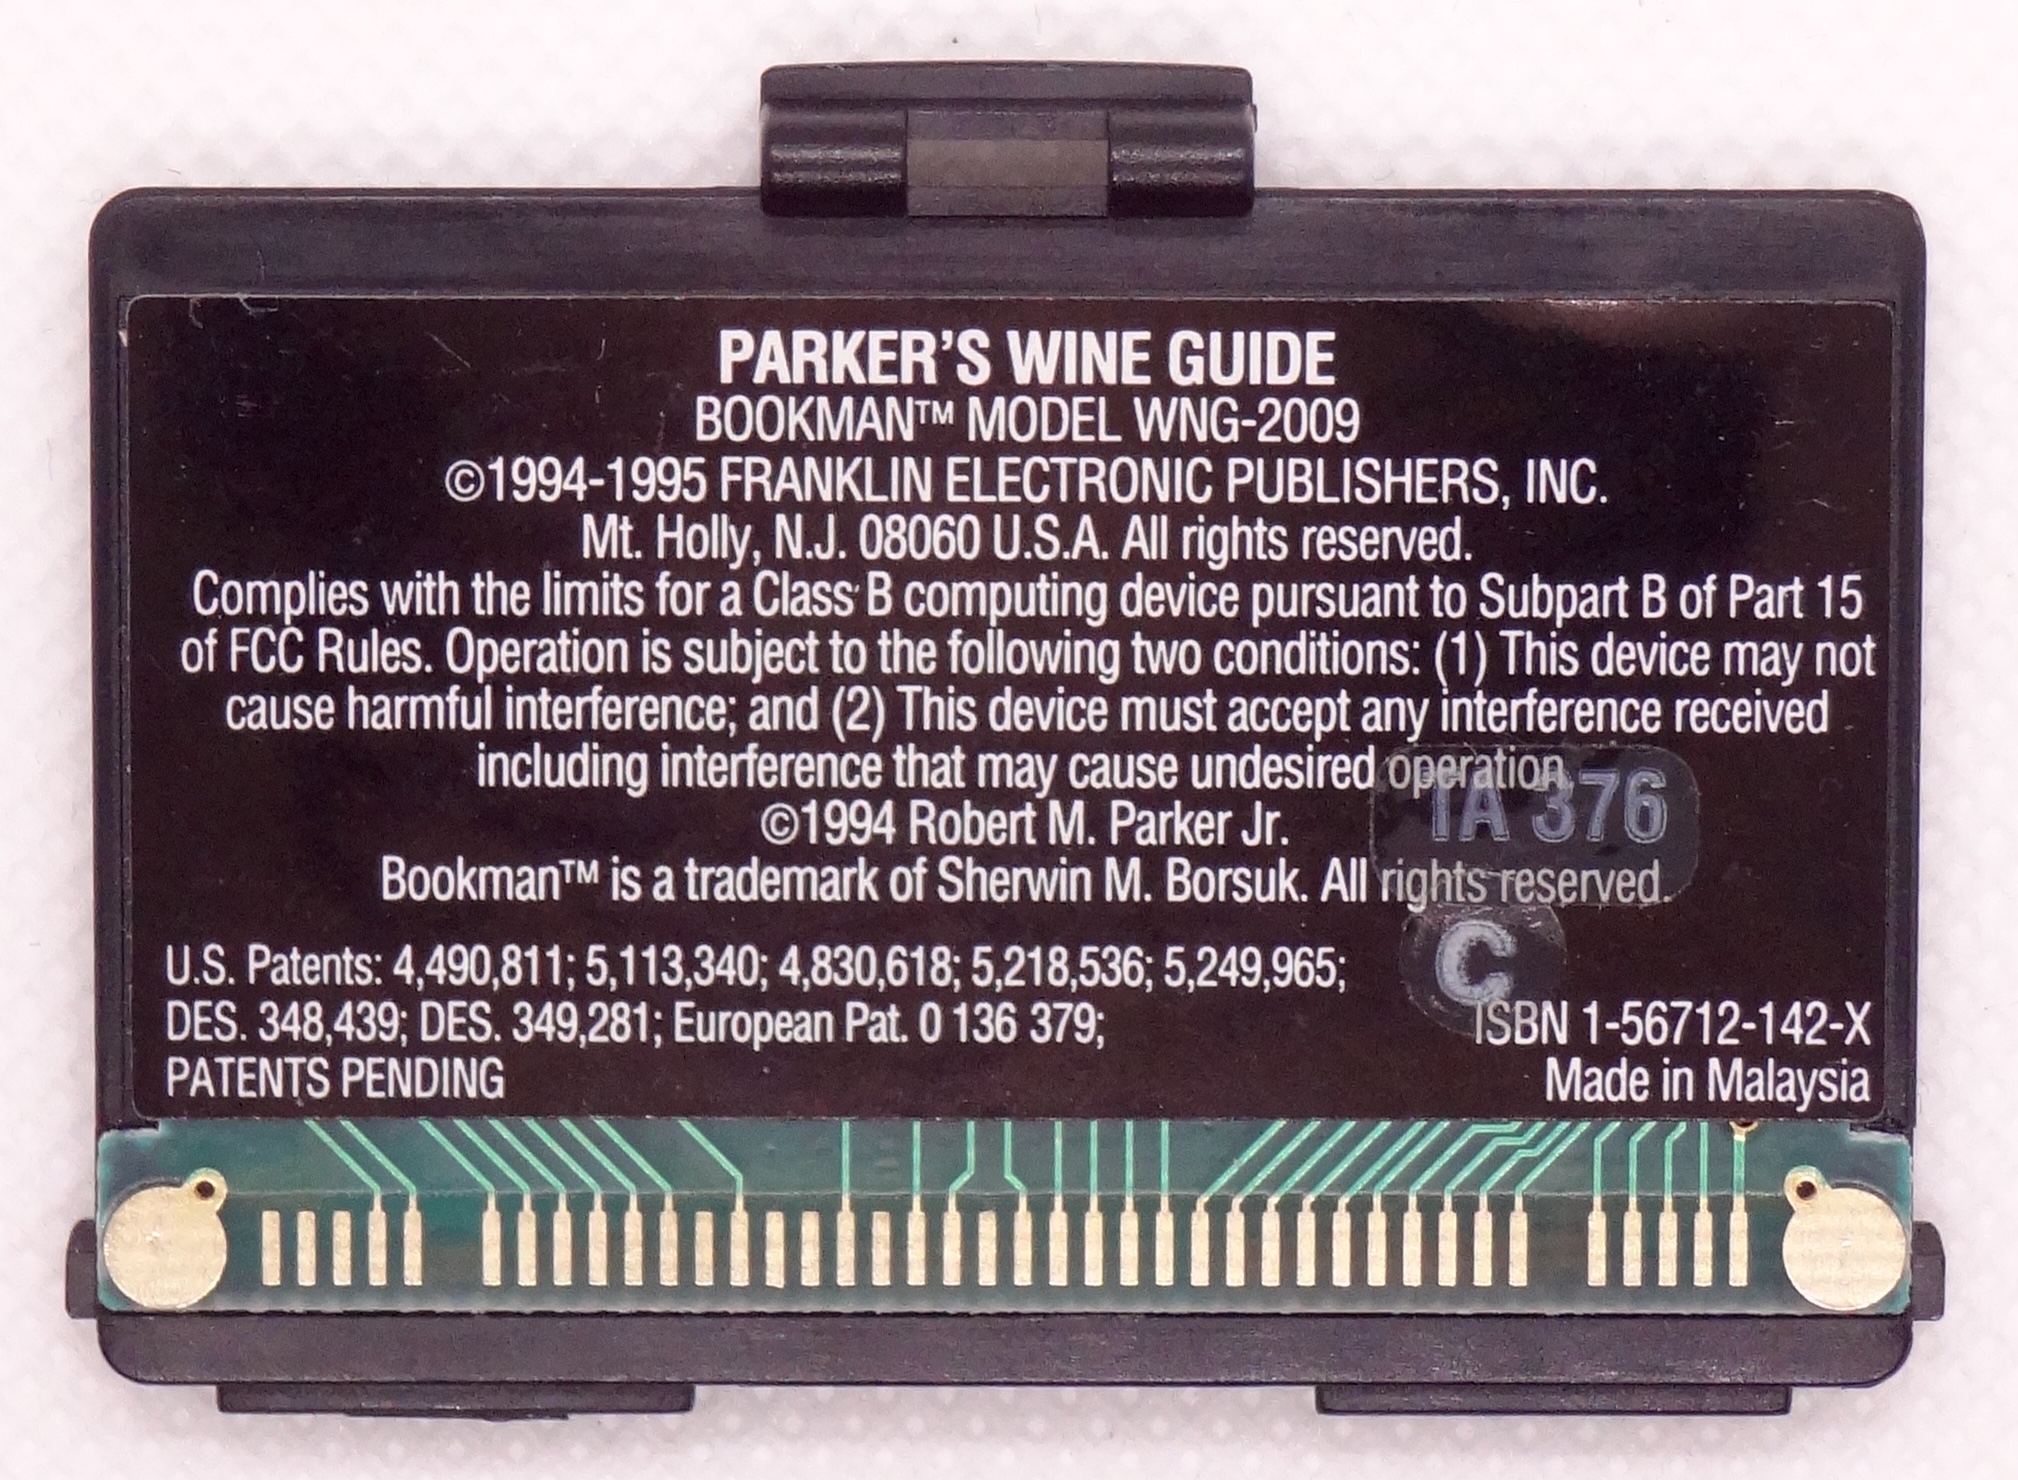 PARKER'S WINE GUIDE
BOOKMAN™ MODEL WNG-2009
©1994-1995 FRANKLIN ELECTRONIC PUBLISHERS, INC.
Mt. Holly, N.J. 08060 U.S.A. All rights reserved.
Complies with the limits for a Class B computing device pursuant to Subpart B of Part 15
of FCC Rules. Operation is subject to the following two conditions: (1) This device may not
cause harmful interference; and (2) This device must accept any interference received
including interference that may cause undesired operation.
TA 376
©1994 Robert M. Parker Jr.
Bookman™ is a trademark of Sherwin M. Borsuk. All rights reserved.
C
U.S. Patents: 4,490,811; 5,113,340; 4,830,618; 5,218,536; 5,249,965;
DES. 348,439; DES. 349,281; European Pat. 0 136 379;
PATENTS PENDING
ISBN 1-56712-142-X
Made in Malaysia